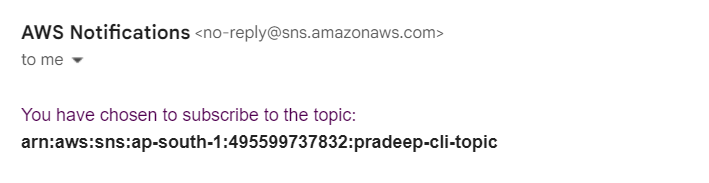 AWS Notifications <no-reply@sns.amazonaws.com>
to me
You have chosen to subscribe to the topic:
arn:aws:sns:ap-south-1:495599737832:pradeep-cli-topic